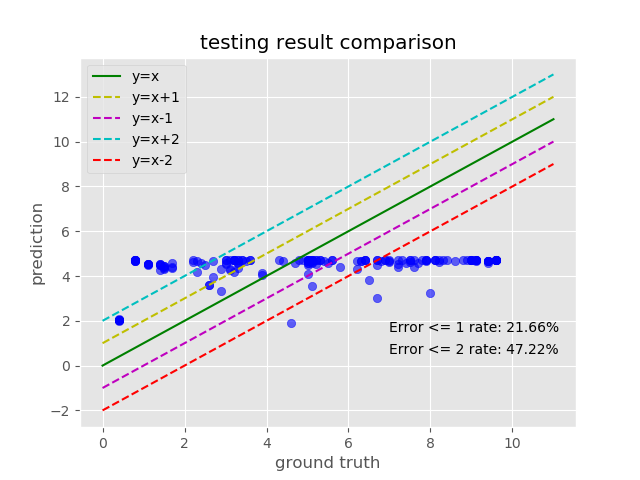 testing result comparison
y=x
y=x+1
y=x-1
y=x+2
y=x-2
12
10
8
6
4
2
0
−2
prediction
Error <= 1 rate: 21.66%
Error <= 2 rate: 47.22%
0 2 4 6 8 10
ground truth